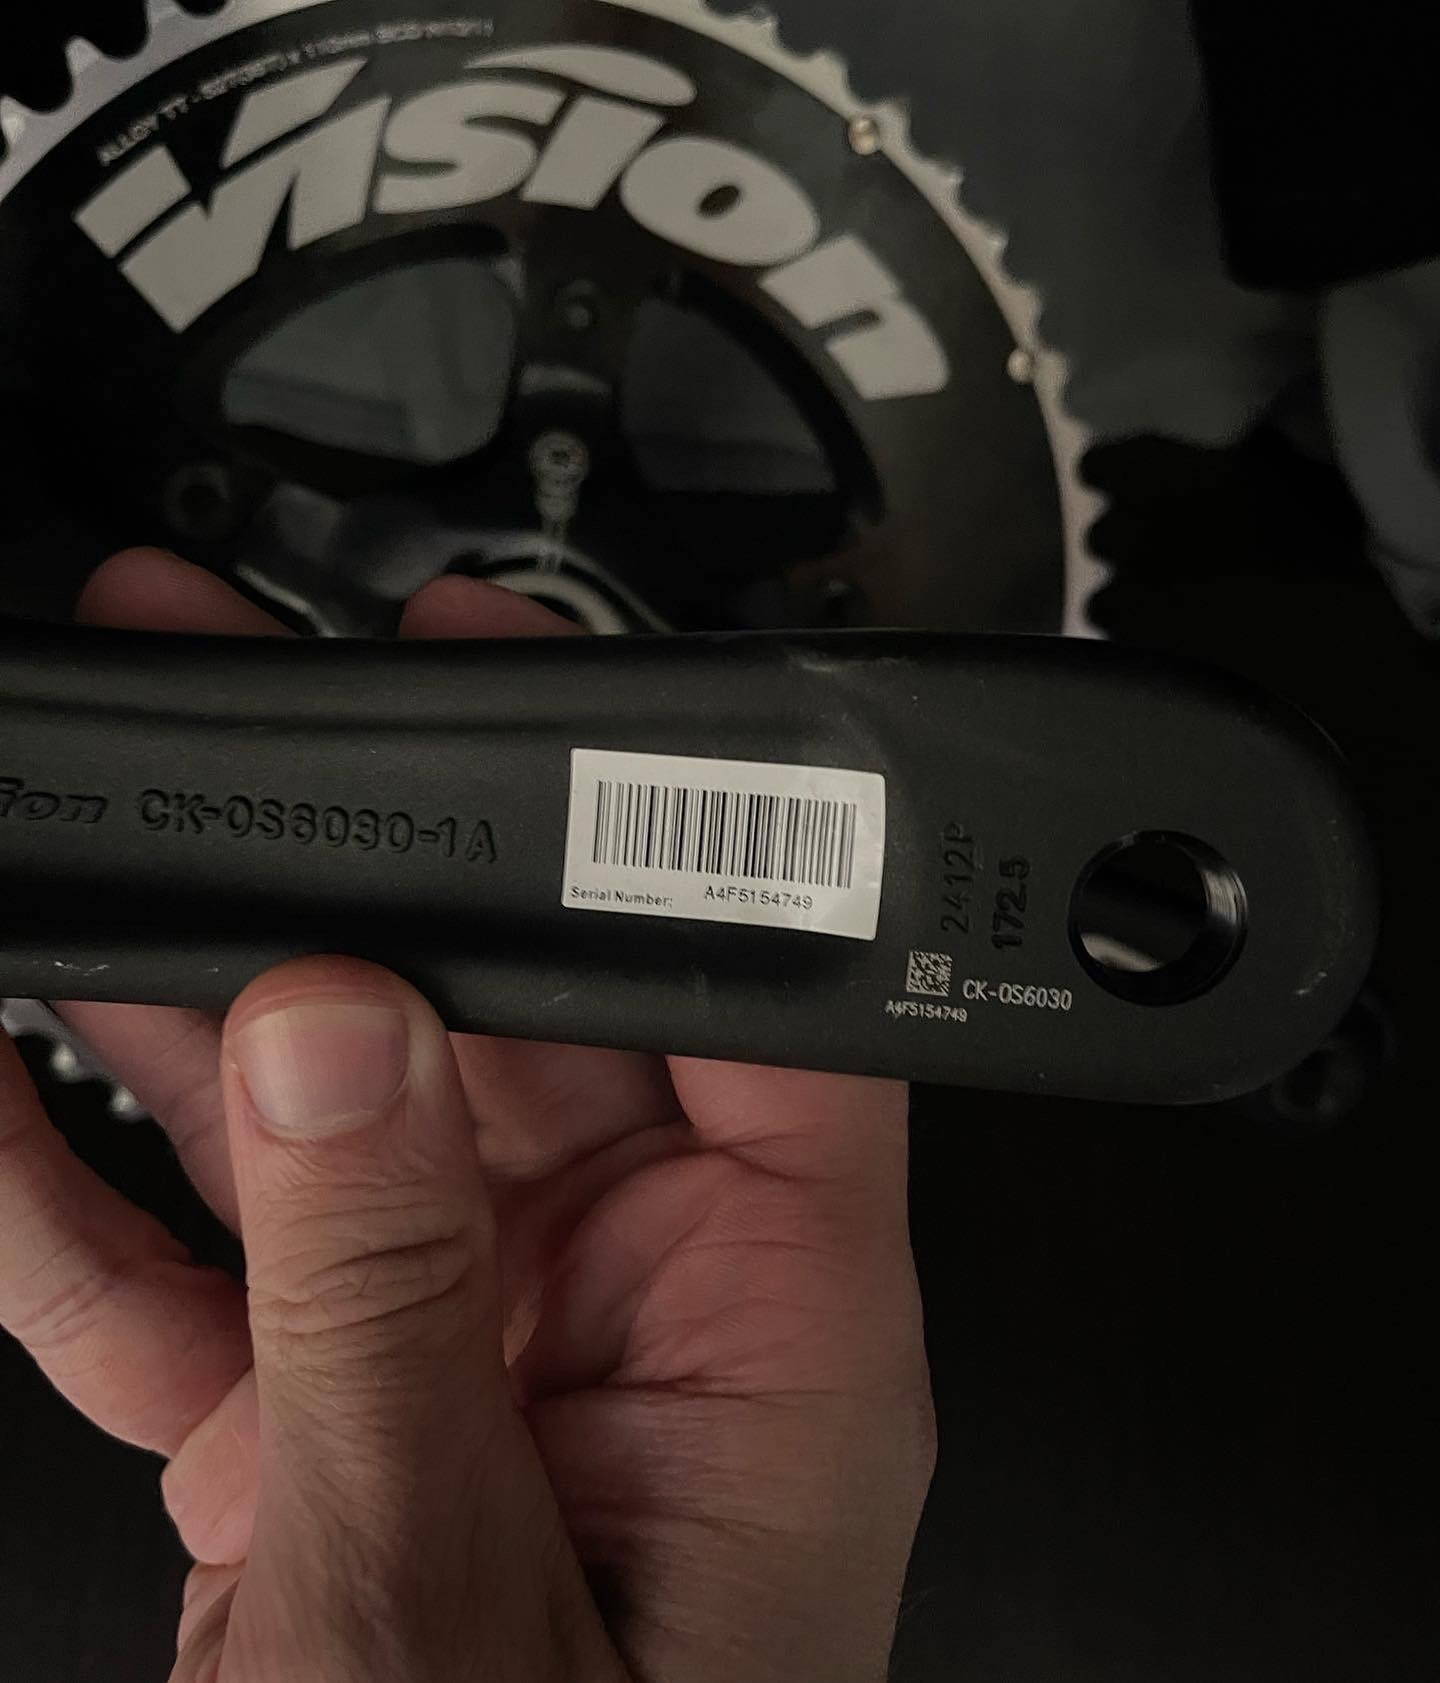 Vision
ion CK-0S6030-1A
Serial Number: A4F5154749
2412P
172.5
CK-0S6030
A4F5154749